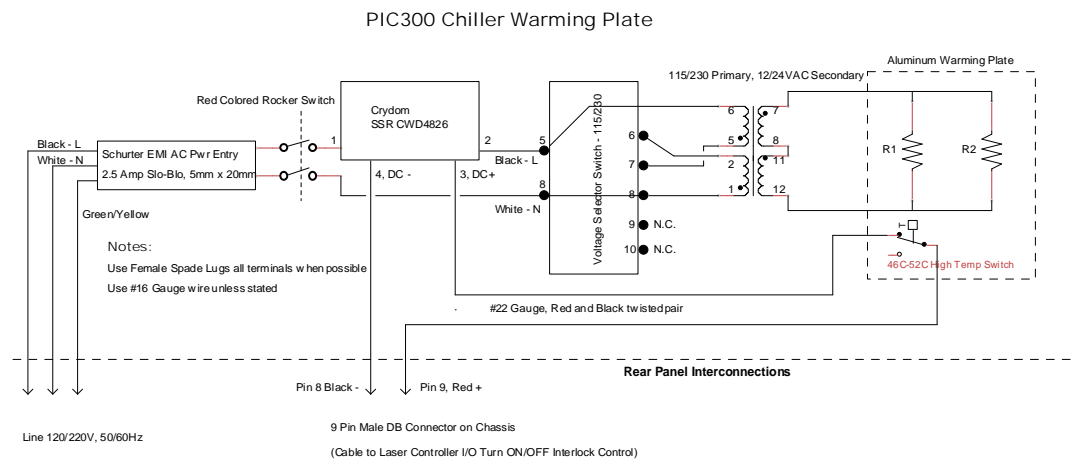 PIC300 Chiller Warming Plate
Aluminum Warming Plate
115/230 Primary, 12/24VAC Secondary
Red Colored Rocker Switch
Crydom
SSR CWD4826
Voltage Selector Switch - 115/230
6
7
Black - L
1
2
5
6
White - N
Schurter EMI AC Pwr Entry
2.5 Amp Slo-Blo, 5mm x 20mm
Black - L
7
5
8
2
11
R1
R2
4, DC -
3, DC+
8
8
1
12
White - N
Green/Yellow
9
N.C.
10
N.C.
T
46C-52C High Temp Switch
Notes:
Use Female Spade Lugs all terminals when possible
Use #16 Gauge wire unless stated
-
#22 Gauge, Red and Black twisted pair
Rear Panel Interconnections
Pin 8 Black -
Pin 9, Red +
Line 120/220V, 50/60Hz
9 Pin Male DB Connector on Chassis
(Cable to Laser Controller I/O Turn ON/OFF Interlock Control)